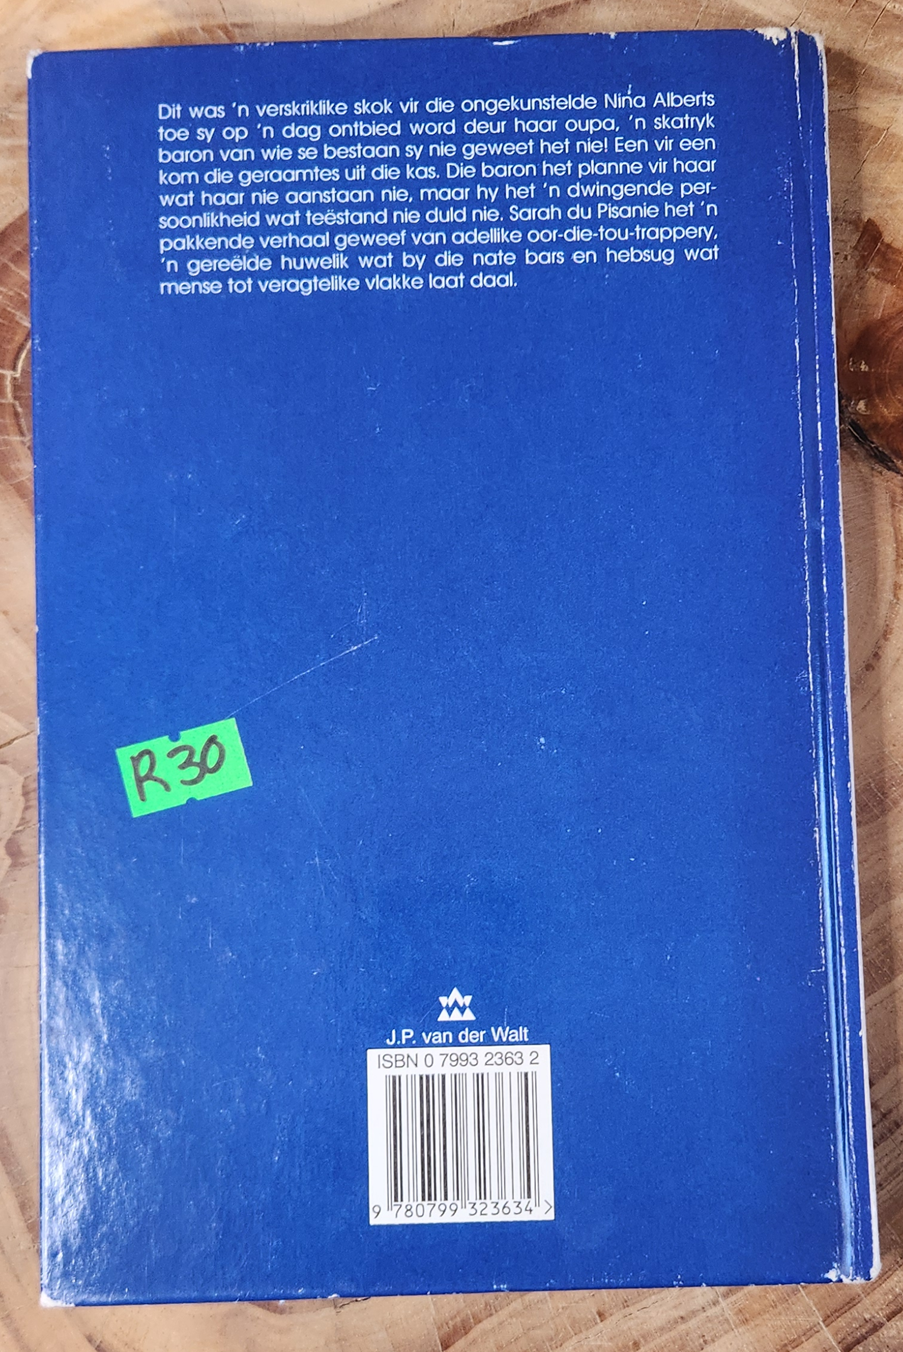 Dit was 'n verskriklike skok vir die ongekunstelde Nina Alberts
toe sy op 'n dag ontbied word deur haar oupa, 'n skatryk
baron van wie se bestaan sy nie geweet het nie! Een vir een
kom die geraamtes uit die kas. Die baron het planne vir haar
wat haar nie aanstaan nie, maar hy het 'n dwingende per-
soonlikheid wat teëstand nie duld nie. Sarah du Pisanie het 'n
pakkende verhaal geweef van adellike oor-die-tou-trappery,
'n gereëlde huwelik wat by die nate bars en hebsug wat
mense tot veragtelike vlakke laat daal.
R30
J.P. van der Walt
ISBN 0 7993 2363 2
9 780799 323634 >